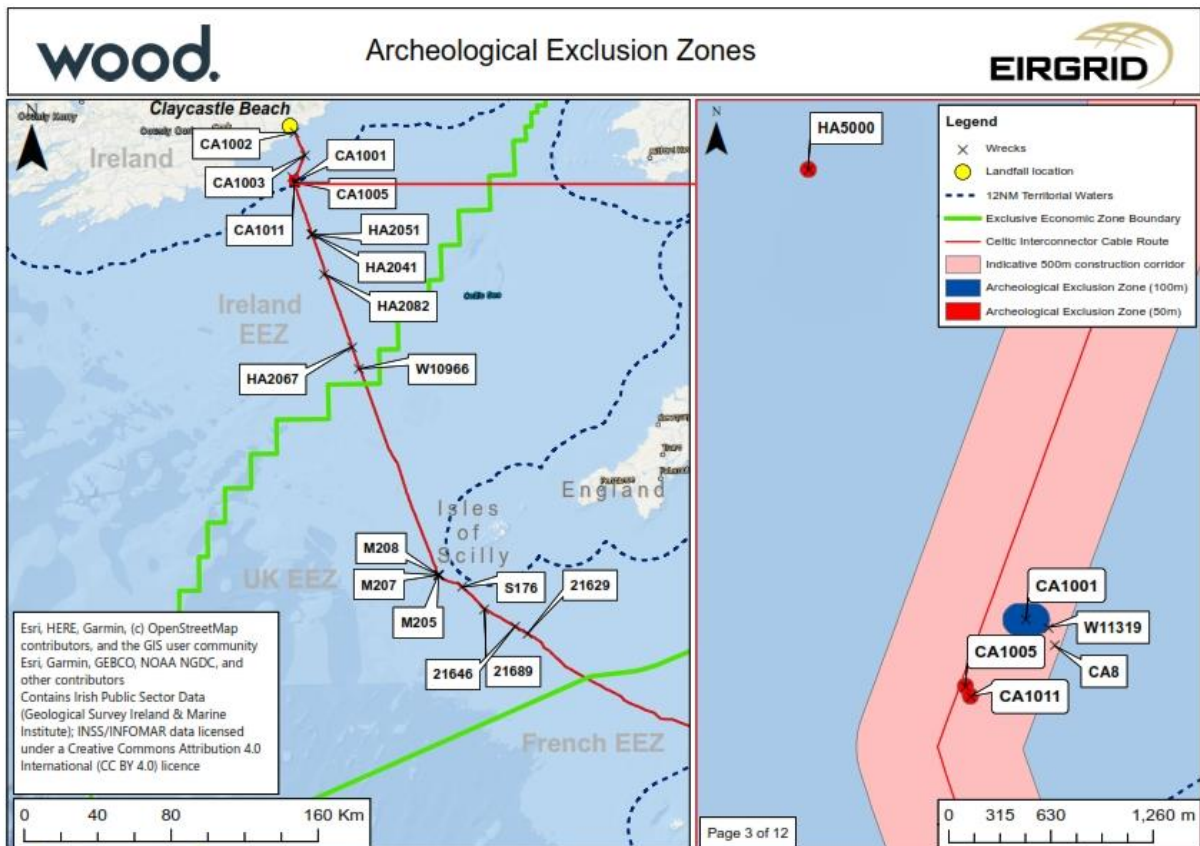 wood.
Archeological Exclusion Zones
EIRGRID
N
Claycastle Beach
County Kerry
Ireland
CA1002
CA1003
CA1001
CA1005
CA1011
HA2051
HA2041
HA2082
Ireland
EEZ
Celtic Sea
HA2067
W10966
England
Isles
of
Scilly
M208
M207
M205
UK EEZ
S176
21629
21646
21689
French EEZ
Esri, HERE, Garmin, (c) OpenStreetMap
contributors, and the GIS user community
Esri, Garmin, GEBCO, NOAA NGDC, and
other contributors
Contains Irish Public Sector Data
(Geological Survey Ireland & Marine
Institute); INSS/INFOMAR data licensed
under a Creative Commons Attribution 4.0
International (CC BY 4.0) licence
0 40 80 160 Km
N
HA5000
Legend
Wrecks
Landfall location
12NM Territorial Waters
Exclusive Economic Zone Boundary
Celtic Interconnector Cable Route
Indicative 500m construction corridor
Archeological Exclusion Zone (100m)
Archeological Exclusion Zone (50m)
CA1001
W11319
CA1005
CA8
CA1011
Page 3 of 12
0 315 630 1,260 m